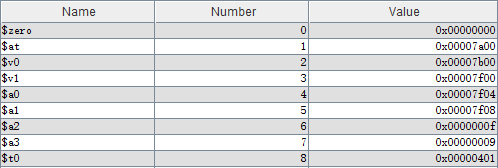 Name Number Value
$zero 0 0x00000000
$at 1 0x00007a00
$v0 2 0x00007b00
$v1 3 0x00007f00
$a0 4 0x00007f04
$a1 5 0x00007f08
$a2 6 0x0000000f
$a3 7 0x00000009
$t0 8 0x00000401